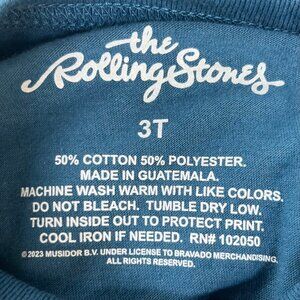 the
Rolling Stones
3T
50% COTTON 50% POLYESTER.
MADE IN GUATEMALA.
MACHINE WASH WARM WITH LIKE COLORS.
DO NOT BLEACH. TUMBLE DRY LOW.
TURN INSIDE OUT TO PROTECT PRINT.
COOL IRON IF NEEDED. RN# 102050
©2023 MUSIDOR B.V. UNDER LICENSE TO BRAVADO MERCHANDISING.
ALL RIGHTS RESERVED.